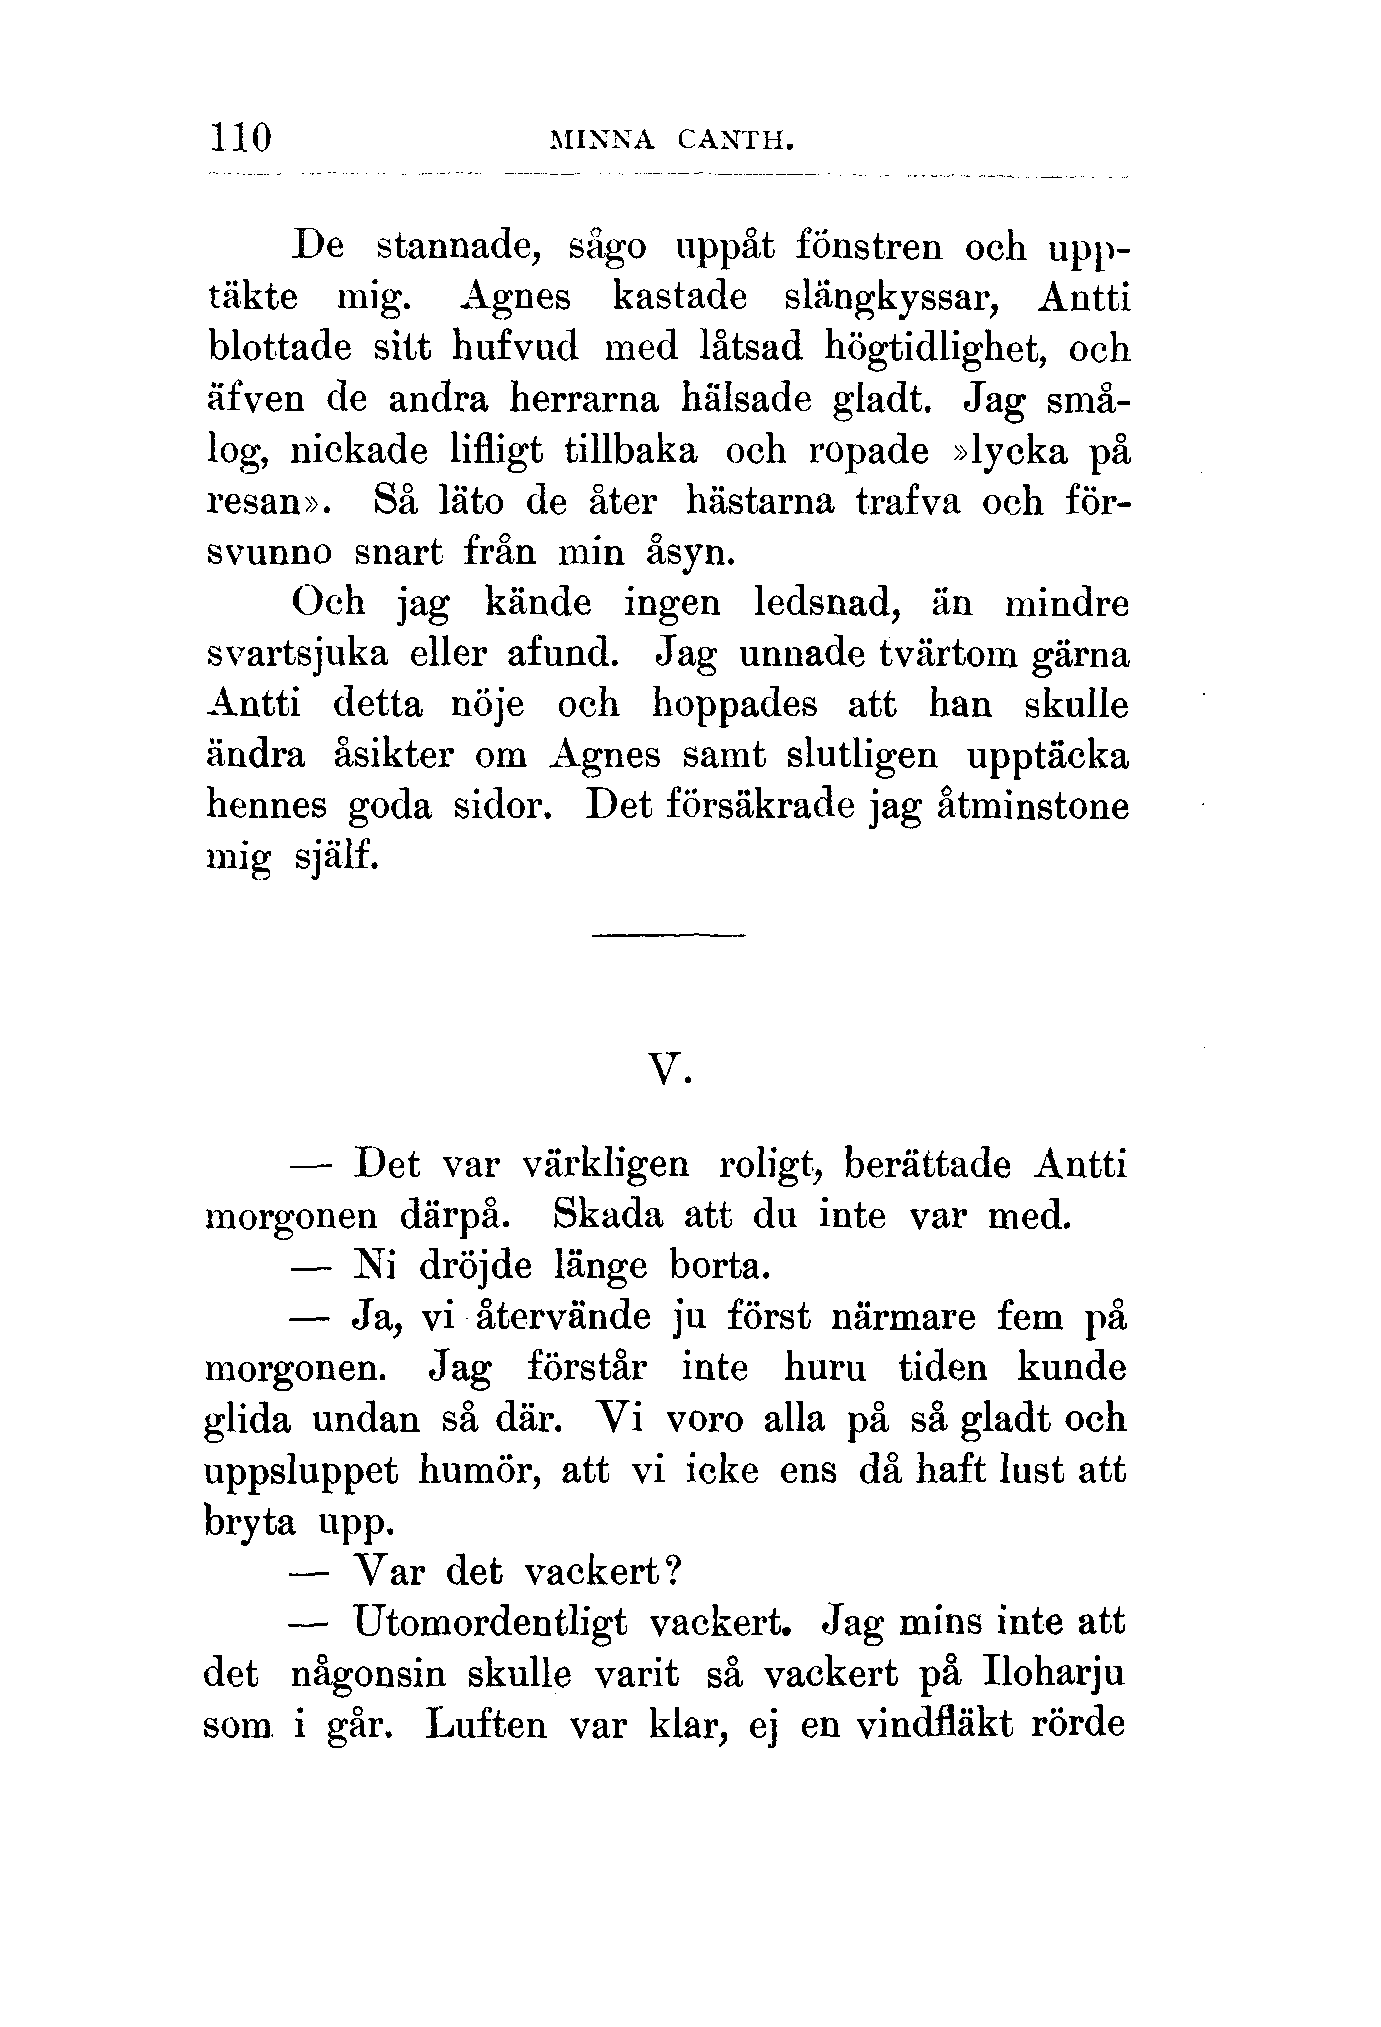 110 MINNA CANTH.
De stannade, sågo uppåt fönstren och upp-
täkte mig. Agnes kastade slängkyssar, Antti
blottade sitt hufvud med låtsad högtidlighet, och
äfven de andra herrarna hälsade gladt. Jag små-
log, nickade lifligt tillbaka och ropade »lycka på
resan». Så läto de åter hästarna trafva och för-
svunno snart från min åsyn.
Och jag kände ingen ledsnad, än mindre
svartsjuka eller afund. Jag unnade tvärtom gärna
Antti detta nöje och hoppades att han skulle
ändra åsikter om Agnes samt slutligen upptäcka
hennes goda sidor. Det försäkrade jag åtminstone
mig själf.
V.
— Det var värkligen roligt, berättade Antti
morgonen därpå. Skada att du inte var med.
— Ni dröjde länge borta.
— Ja, vi återvände ju först närmare fem på
morgonen. Jag förstår inte huru tiden kunde
glida undan så där. Vi voro alla på så gladt och
uppsluppet humör, att vi icke ens då haft lust att
bryta upp.
— Var det vackert?
— Utomordentligt vackert. Jag mins inte att
det någonsin skulle varit så vackert på Iloharju
som i går. Luften var klar, ej en vindfläkt rörde